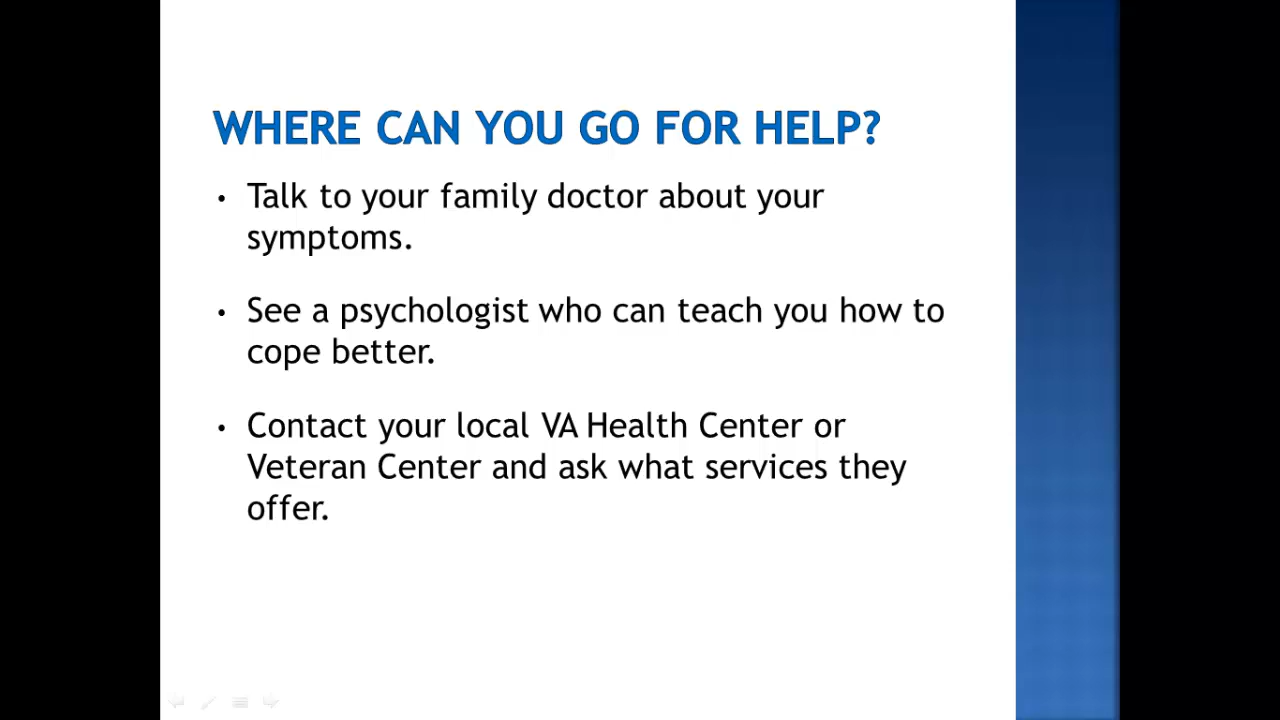 WHERE CAN YOU GO FOR HELP?
• Talk to your family doctor about your
symptoms.
• See a psychologist who can teach you how to
cope better.
• Contact your local VA Health Center or
Veteran Center and ask what services they
offer.